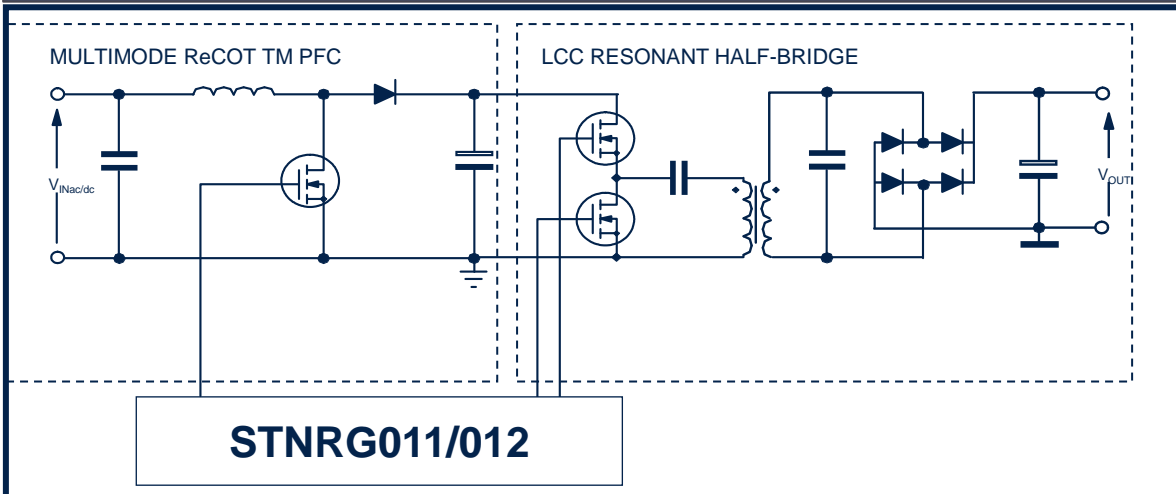 MULTIMODE ReCOT TM PFC
LCC RESONANT HALF-BRIDGE
VINac/dc
VOUT
STNRG011/012